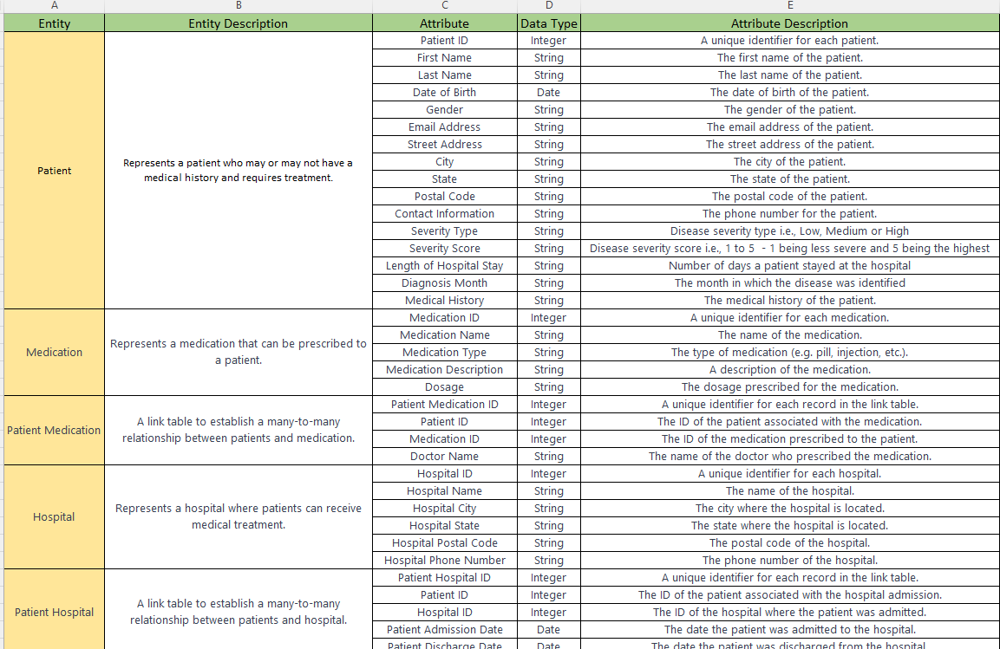 A B C D E
Entity Entity Description Attribute Data Type Attribute Description
Patient
Represents a patient who may or may not have a
medical history and requires treatment.
Patient ID Integer A unique identifier for each patient.
First Name String The first name of the patient.
Last Name String The last name of the patient.
Date of Birth Date The date of birth of the patient.
Gender String The gender of the patient.
Email Address String The email address of the patient.
Street Address String The street address of the patient.
City String The city of the patient.
State String The state of the patient.
Postal Code String The postal code of the patient.
Contact Information String The phone number for the patient.
Severity Type String Disease severity type i.e., Low, Medium or High
Severity Score String Disease severity score i.e., 1 to 5 - 1 being less severe and 5 being the highest
Length of Hospital Stay String Number of days a patient stayed at the hospital
Diagnosis Month String The month in which the disease was identified
Medical History String The medical history of the patient.
Medication
Represents a medication that can be prescribed to
a patient.
Medication ID Integer A unique identifier for each medication.
Medication Name String The name of the medication.
Medication Type String The type of medication (e.g. pill, injection, etc.).
Medication Description String A description of the medication.
Dosage String The dosage prescribed for the medication.
Patient Medication
A link table to establish a many-to-many
relationship between patients and medication.
Patient Medication ID Integer A unique identifier for each record in the link table.
Patient ID Integer The ID of the patient associated with the medication.
Medication ID Integer The ID of the medication prescribed to the patient.
Doctor Name String The name of the doctor who prescribed the medication.
Hospital
Represents a hospital where patients can receive
medical treatment.
Hospital ID Integer A unique identifier for each hospital.
Hospital Name String The name of the hospital.
Hospital City String The city where the hospital is located.
Hospital State String The state where the hospital is located.
Hospital Postal Code String The postal code of the hospital.
Hospital Phone Number String The phone number of the hospital.
Patient Hospital
A link table to establish a many-to-many
relationship between patients and hospital.
Patient Hospital ID Integer A unique identifier for each record in the link table.
Patient ID Integer The ID of the patient associated with the hospital admission.
Hospital ID Integer The ID of the hospital where the patient was admitted.
Patient Admission Date Date The date the patient was admitted to the hospital.
Patient Discharge Date Date The date the patient was discharged from the hospital